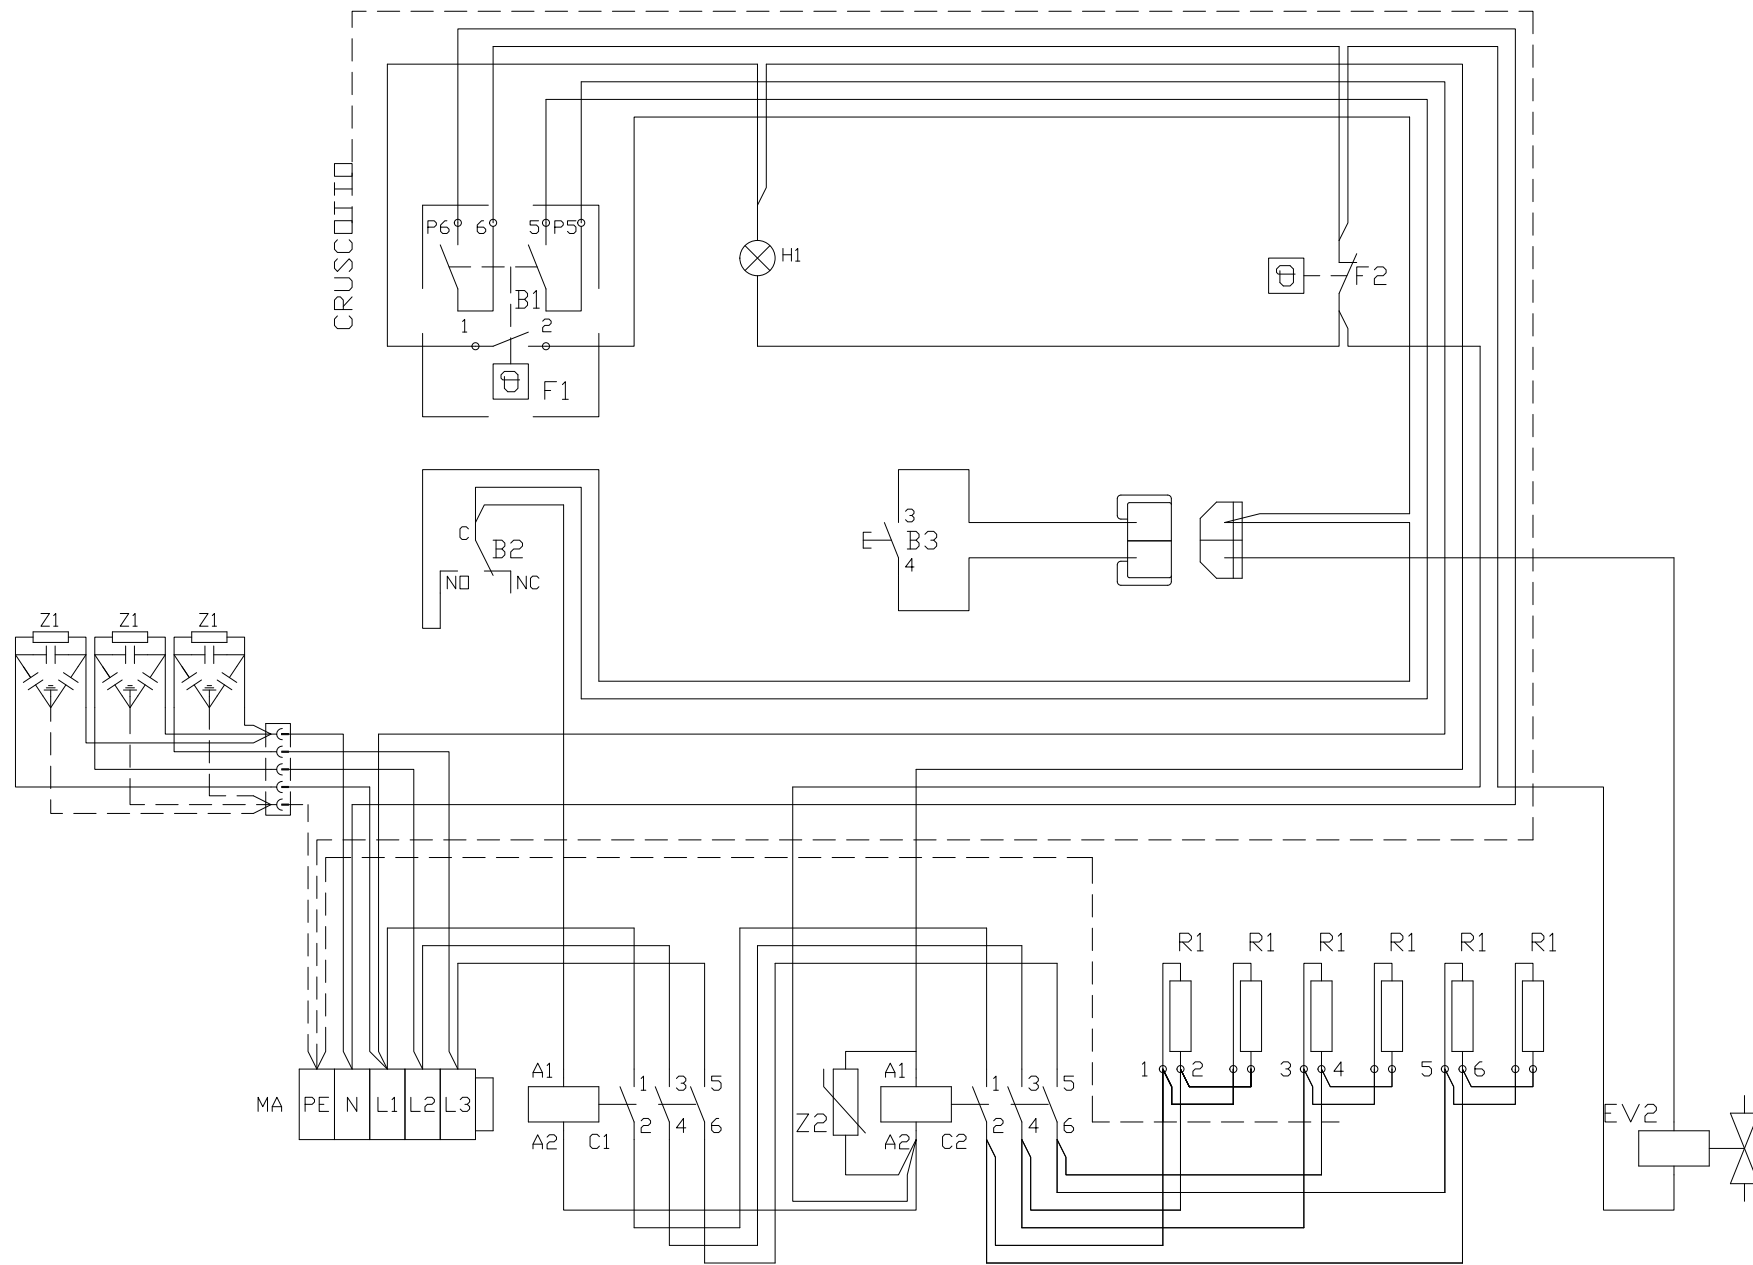 CRUSCOTTO
P6 6 5 P5
H1
F2
B1
1 2
F1
3
C B2 B3
4
NO NC
Z1 Z1 Z1
R1 R1 R1 R1 R1 R1
A1 1 3 5 A1 1 3 5 1 2 3 4 5 6
MA PE N L1 L2 L3 Z2 EV2
2 4 6 2 4 6
A2 C1 A2 C2